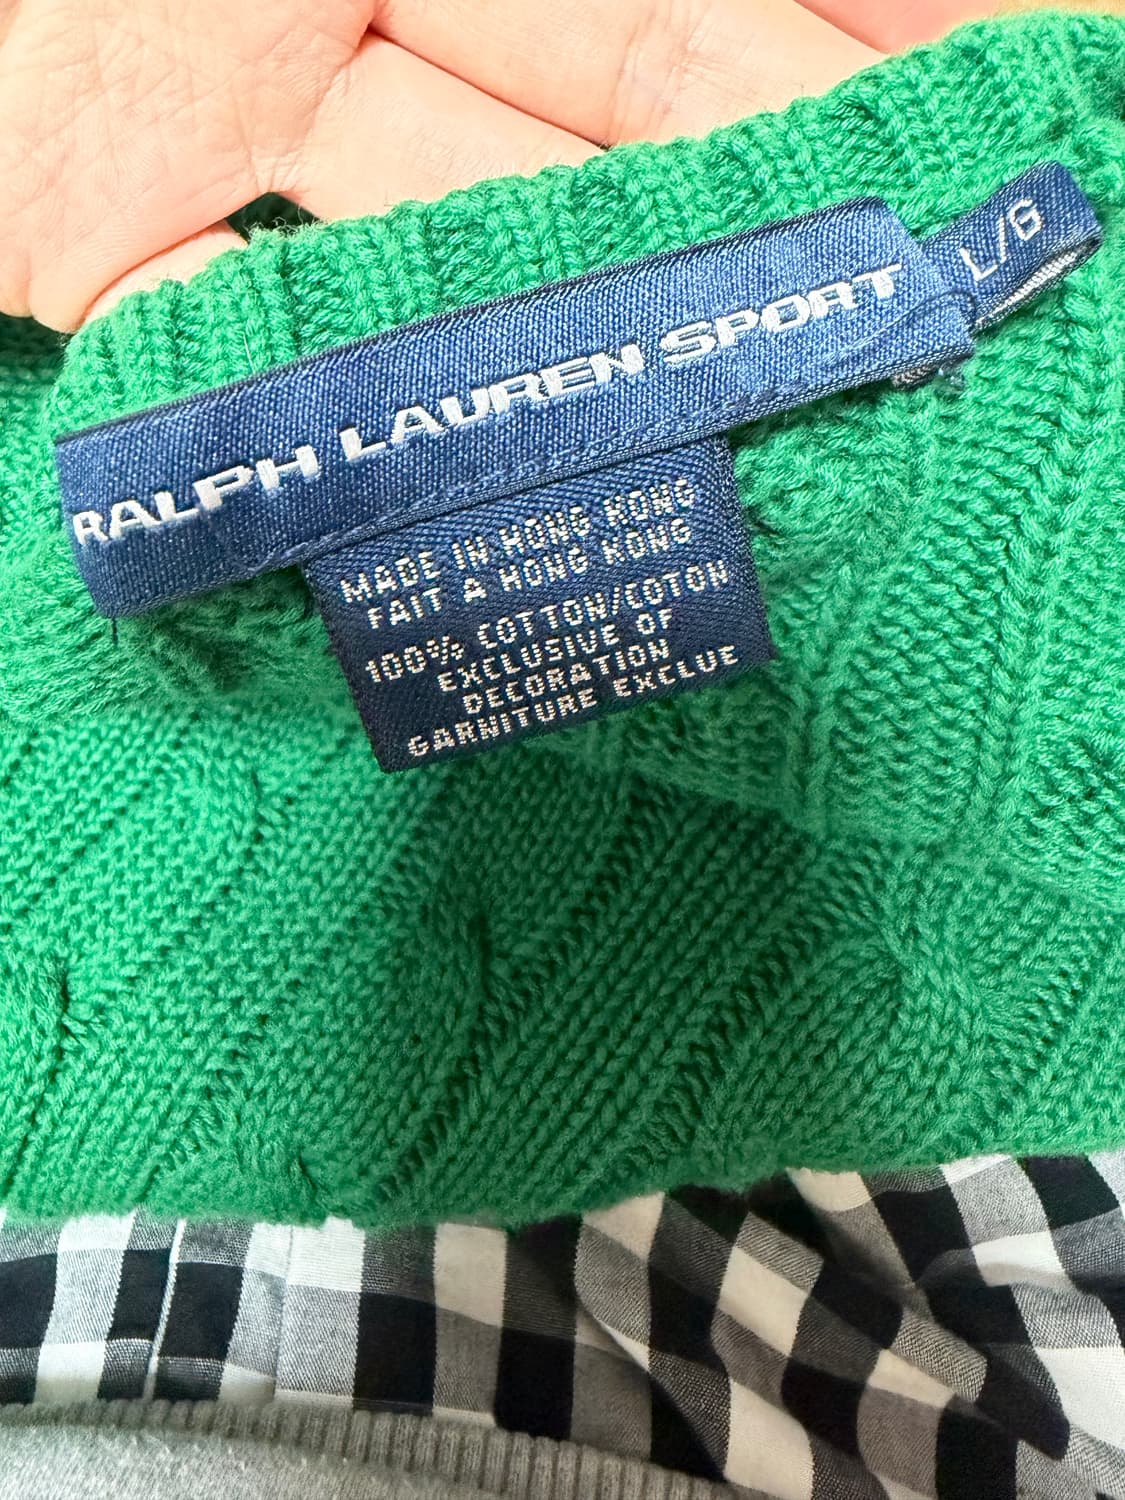 RALPH LAUREN SPORT
L/G
MADE IN HONG KONG
FAIT A HONG KONG
100% COTTON/COTON
EXCLUSIVE OF
DECORATION
GARNITURE EXCLUE